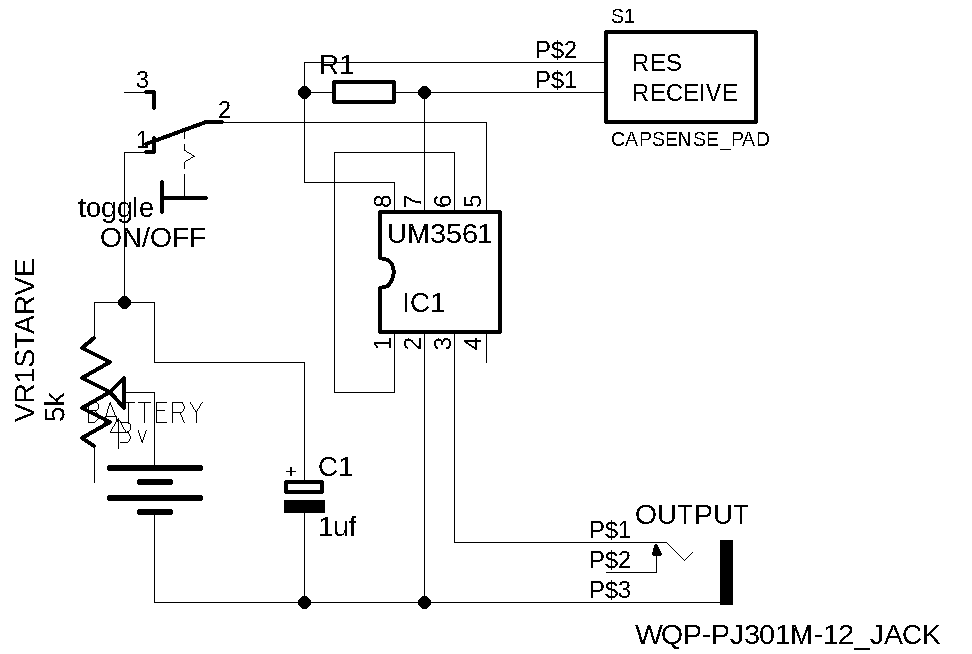 S1
P$2
RES
P$1
RECEIVE
CAPSENSE_PAD
R1
3
2
1
toggle
ON/OFF
8
7
6
5
UM3561
IC1
1
2
3
4
VR1STARVE
5k
BATTERY
3V
+
C1
1uf
OUTPUT
P$1
P$2
P$3
WQP-PJ301M-12_JACK